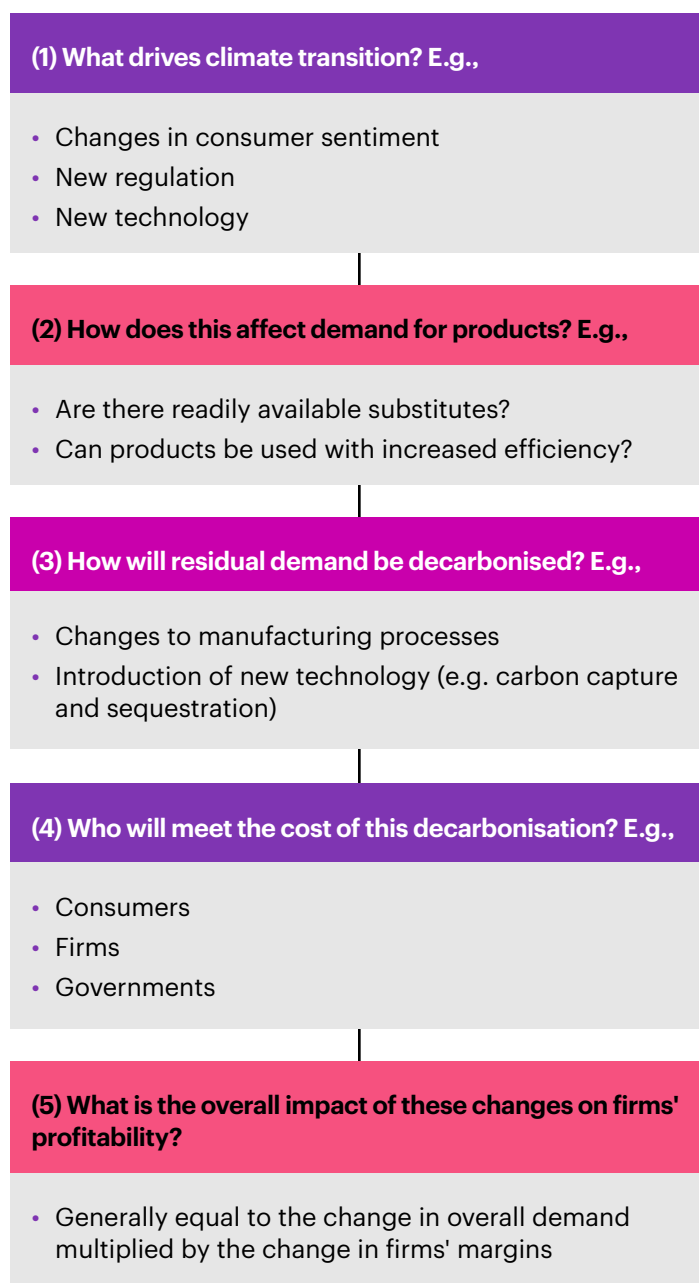 (1) What drives climate transition? E.g.,
• Changes in consumer sentiment
• New regulation
• New technology
(2) How does this affect demand for products? E.g.,
• Are there readily available substitutes?
• Can products be used with increased efficiency?
(3) How will residual demand be decarbonised? E.g.,
• Changes to manufacturing processes
• Introduction of new technology (e.g. carbon capture
and sequestration)
(4) Who will meet the cost of this decarbonisation? E.g.,
• Consumers
• Firms
• Governments
(5) What is the overall impact of these changes on firms'
profitability?
• Generally equal to the change in overall demand
multiplied by the change in firms' margins